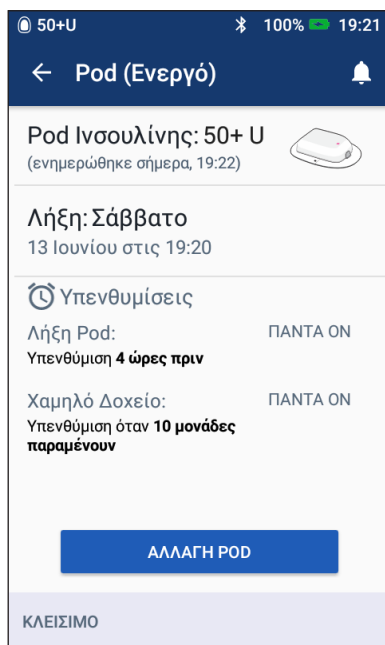 50+U 100% 19:21
Pod (Ενεργό)
Pod Ινσουλίνης: 50+ U
(ενημερώθηκε σήμερα, 19:22)
Λήξη: Σάββατο
13 Ιουνίου στις 19:20
Υπενθυμίσεις
Λήξη Pod: ΠΑΝΤΑ ON
Υπενθύμιση 4 ώρες πριν
Χαμηλό Δοχείο: ΠΑΝΤΑ ON
Υπενθύμιση όταν 10 μονάδες
παραμένουν
ΑΛΛΑΓΗ POD
ΚΛΕΙΣΙΜΟ